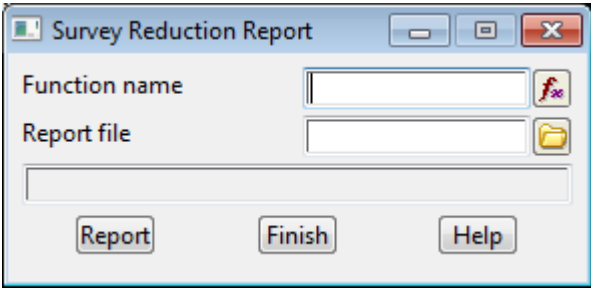 Survey Reduction Report
Function name
Report file
Report Finish Help